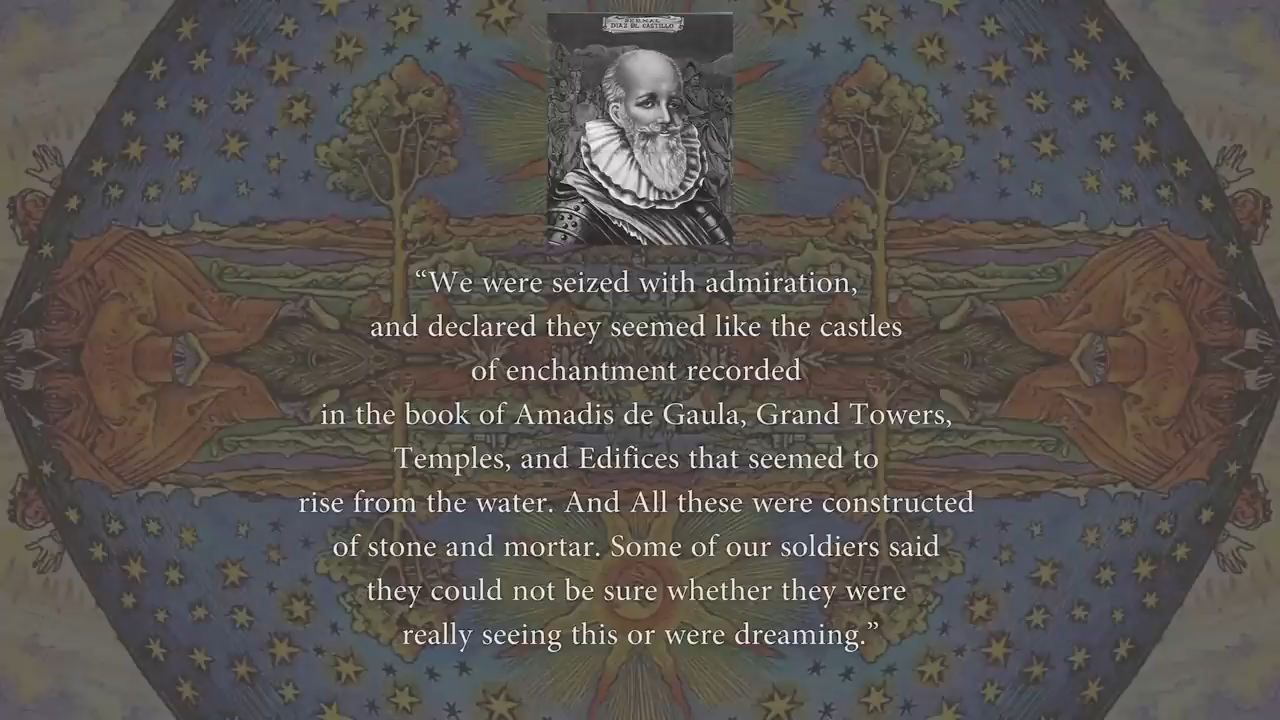 BERNAL
DIAZ DEL CASTILLO
“We were seized with admiration,
and declared they seemed like the castles
of enchantment recorded
in the book of Amadis de Gaula, Grand Towers,
Temples, and Edifices that seemed to
rise from the water. And All these were constructed
of stone and mortar. Some of our soldiers said
they could not be sure whether they were
really seeing this or were dreaming.”